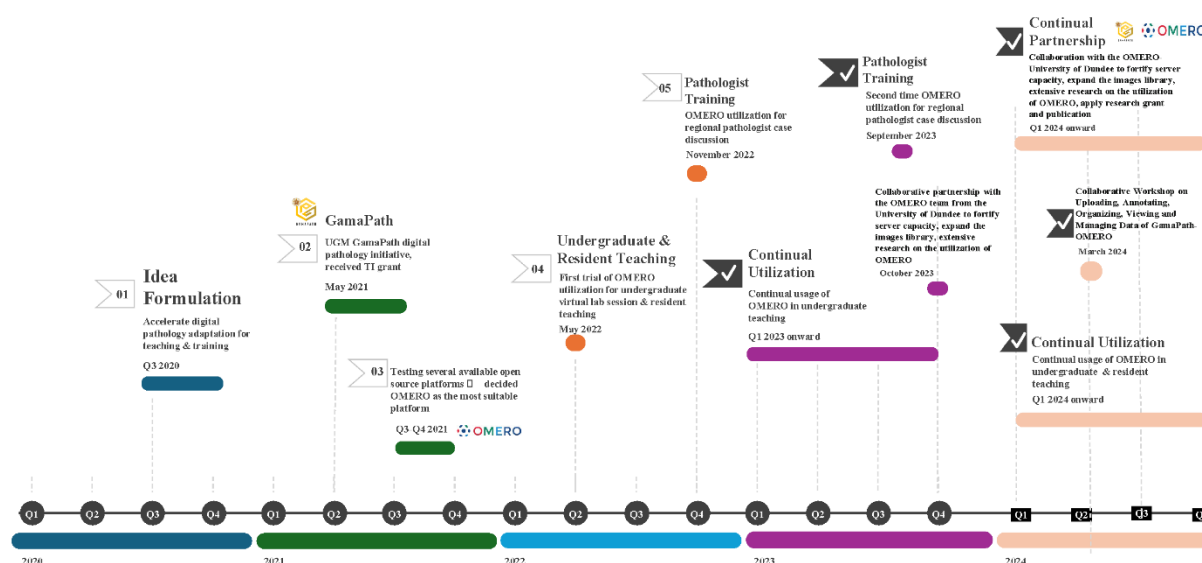 01
Idea
Formulation
Accelerate digital
pathology adaptation for
teaching & training
Q3 2020
02
GamaPath
UGM GamaPath digital
pathology initiative,
received TI grant
May 2021
03
Testing several available open
source platforms ▯ decided
OMERO as the most suitable
platform
Q3-Q4 2021
OMERO
04
Undergraduate &
Resident Teaching
First trial of OMERO
utilization for undergraduate
virtual lab session & resident
teaching
May 2022
05
Pathologist
Training
OMERO utilization for
regional pathologist case
discussion
November 2022
Continual
Utilization
Continual usage of
OMERO in undergraduate
teaching
Q1 2023 onward
Pathologist
Training
Second time OMERO
utilization for regional
pathologist case discussion
September 2023
Collaborative partnership with
the OMERO team from the
University of Dundee to fortify
server capacity, expand the
images library, extensive
research on the utilization of
OMERO
October 2023
Continual
Partnership
OMERO
Collaboration with the OMERO
University of Dundee to fortify server
capacity, expand the images library,
extensive research on the utilization
of OMERO, apply research grant
and publication
Q1 2024 onward
Collaborative Workshop on
Uploading, Annotating,
Organizing, Viewing and
Managing Data of GamaPath-
OMERO
March 2024
Continual Utilization
Continual usage of OMERO in
undergraduate & resident
teaching
Q1 2024 onward
Q1 Q2 Q3 Q4 Q1 Q2 Q3 Q4 Q1 Q2 Q3 Q4 Q1 Q2 Q3 Q4 Q1 Q2 Q3
2020 2021 2022 2023 2024